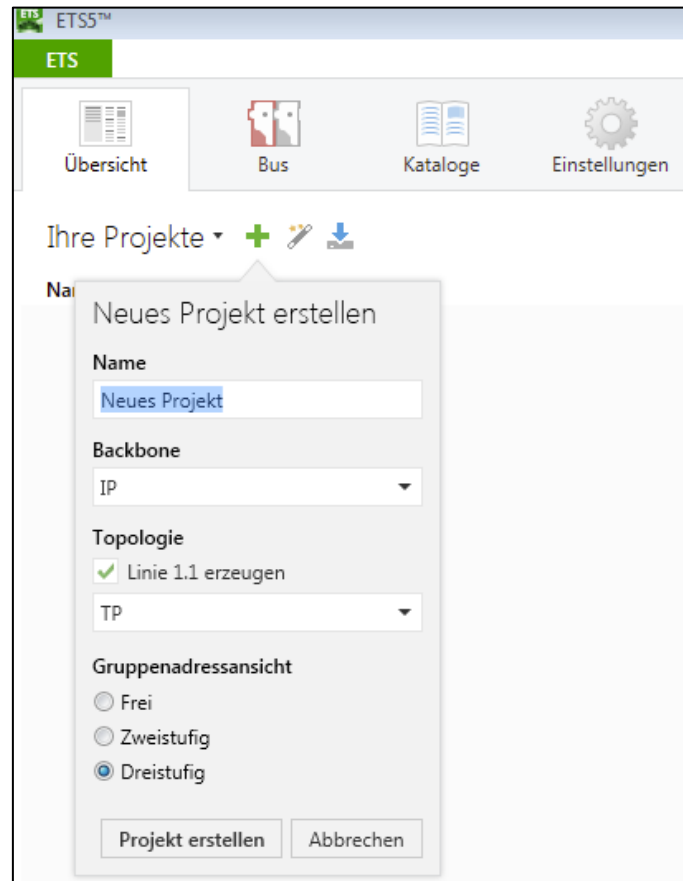 ETS
ETS5™
ETS
Übersicht
Bus
Kataloge
Einstellungen
Ihre Projekte
Neues Projekt erstellen
Name
Neues Projekt
Backbone
IP
Topologie
Linie 1.1 erzeugen
TP
Gruppenadressansicht
Frei
Zweistufig
Dreistufig
Projekt erstellen
Abbrechen